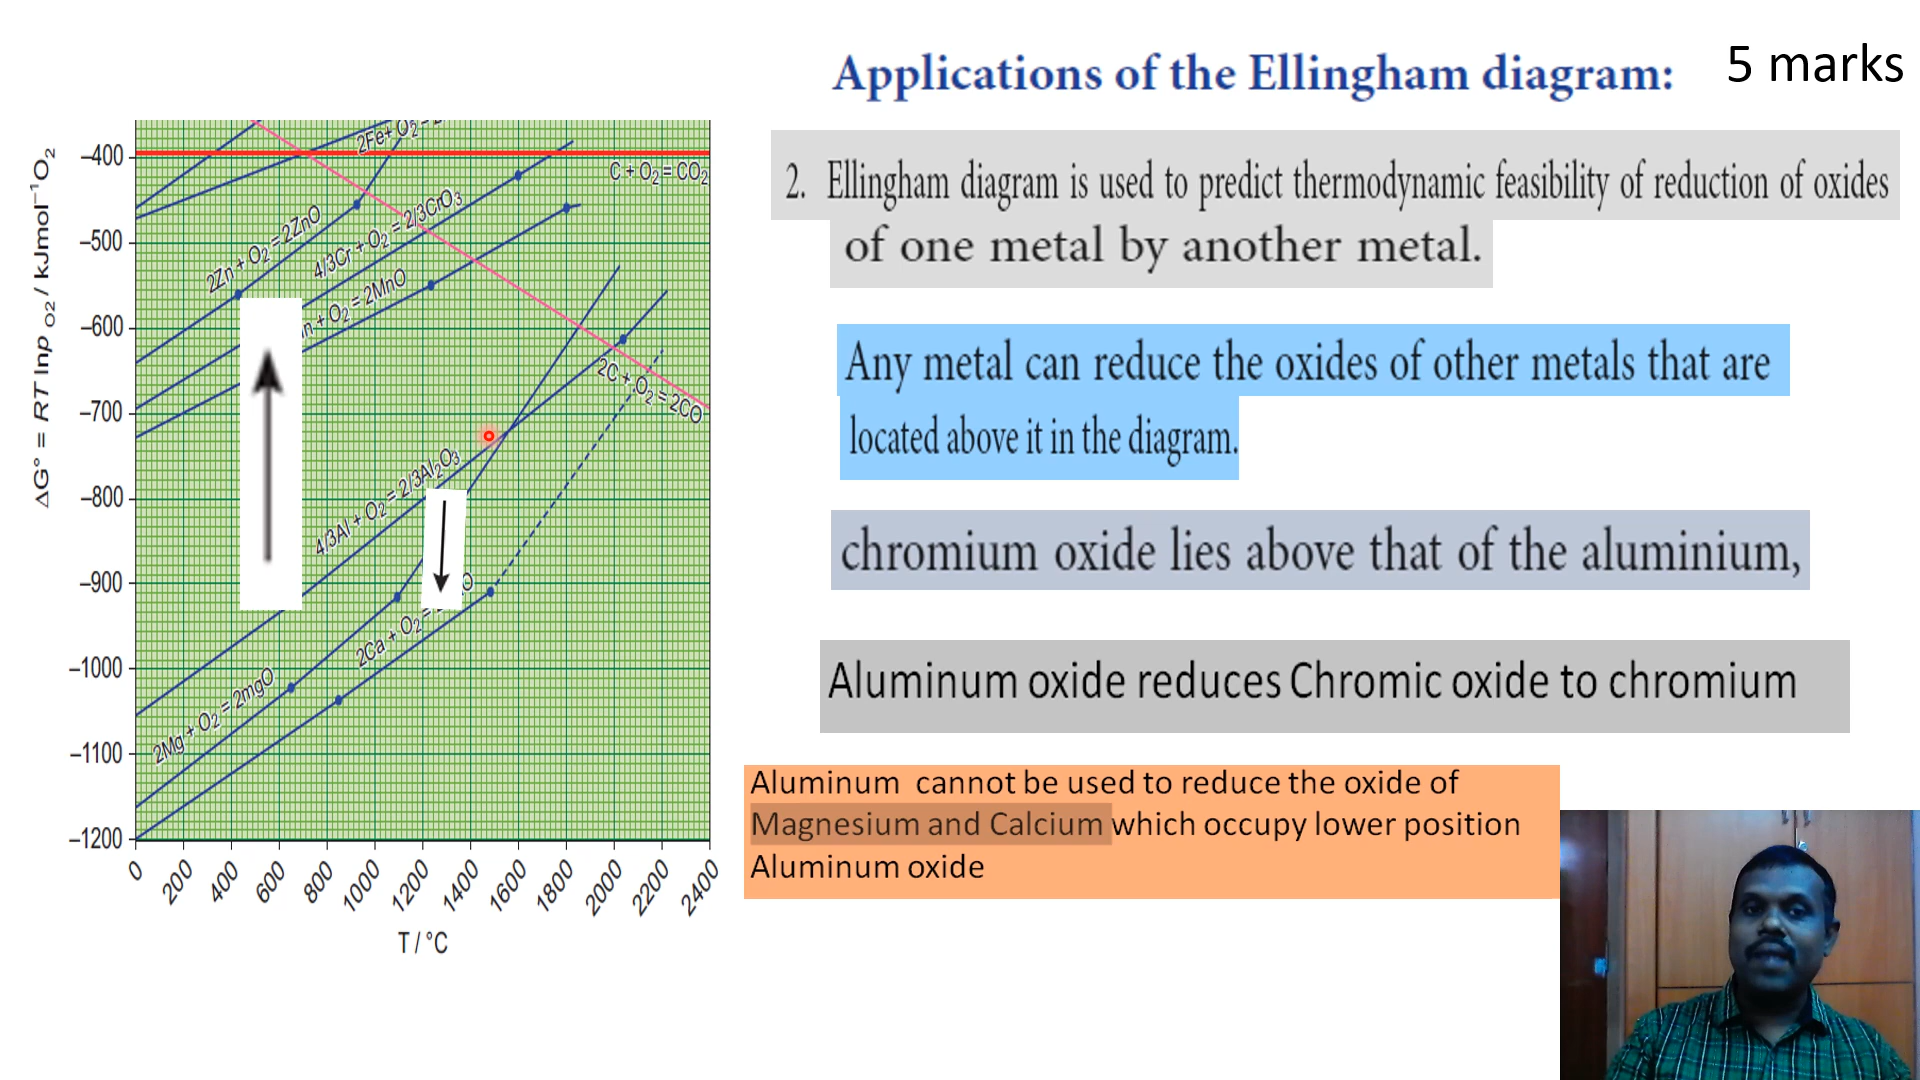 Applications of the Ellingham diagram:
5 marks
2. Ellingham diagram is used to predict thermodynamic feasibility of reduction of oxides
of one metal by another metal.
Any metal can reduce the oxides of other metals that are
located above it in the diagram.
chromium oxide lies above that of the aluminium,
Aluminum oxide reduces Chromic oxide to chromium
Aluminum cannot be used to reduce the oxide of
Magnesium and Calcium which occupy lower position
Aluminum oxide
ΔG° = RT lnp O₂ / kJmol⁻¹O₂
–400
–500
–600
–700
–800
–900
–1000
–1100
–1200
0
200
400
600
800
1000
1200
1400
1600
1800
2000
2200
2400
T / °C
2Fe+ O₂ =
C + O₂ = CO₂
2Zn + O₂ = 2ZnO
4/3Cr + O₂ = 2/3CrO₃
n + O₂ = 2MnO
2C + O₂ = 2CO
4/3Al + O₂ = 2/3Al₂O₃
2Mg + O₂ = 2mgO
2Ca + O₂ = O